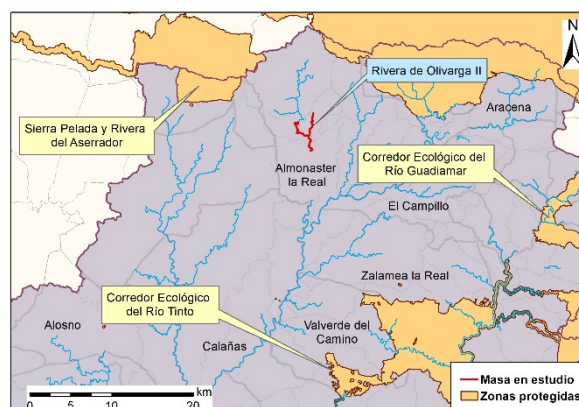 N
Rivera de Olivarga II
Aracena
Sierra Pelada y Rivera
del Aserrador
Almonaster
la Real
Corredor Ecológico del
Río Guadiamar
El Campillo
Zalamea la Real
Corredor Ecológico
del Río Tinto
Alosno
Calañas
Valverde del
Camino
km
0
5
10
20
Masa en estudio
Zonas protegidas